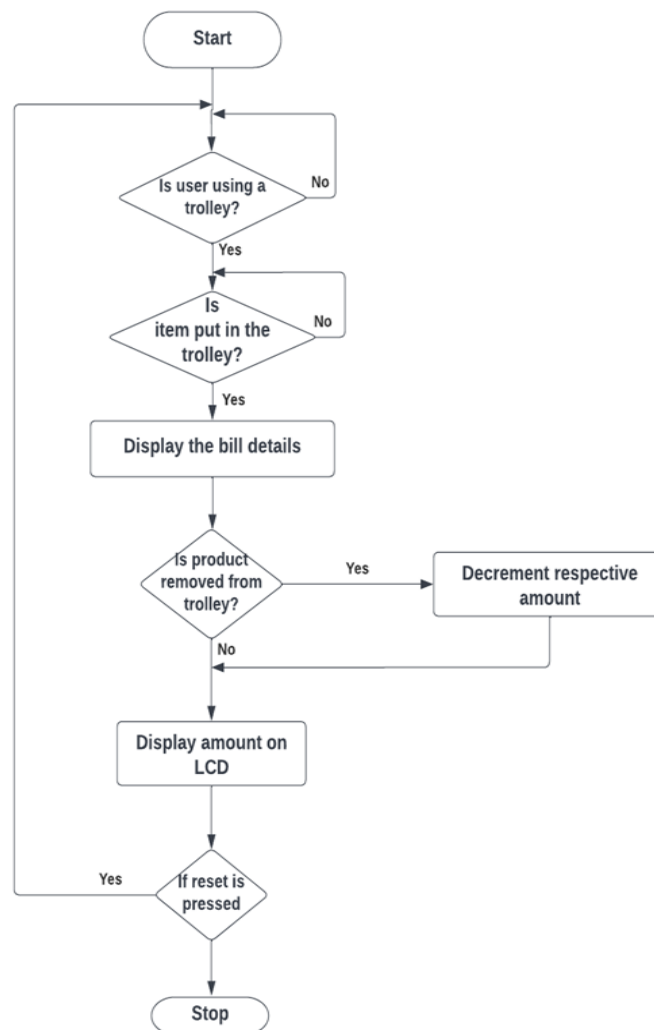 Start
Is user using a
trolley?
No
Yes
Is
item put in the
trolley?
No
Yes
Display the bill details
Is product
removed from
trolley?
Yes
Decrement respective
amount
No
Display amount on
LCD
Yes
If reset is
pressed
Stop